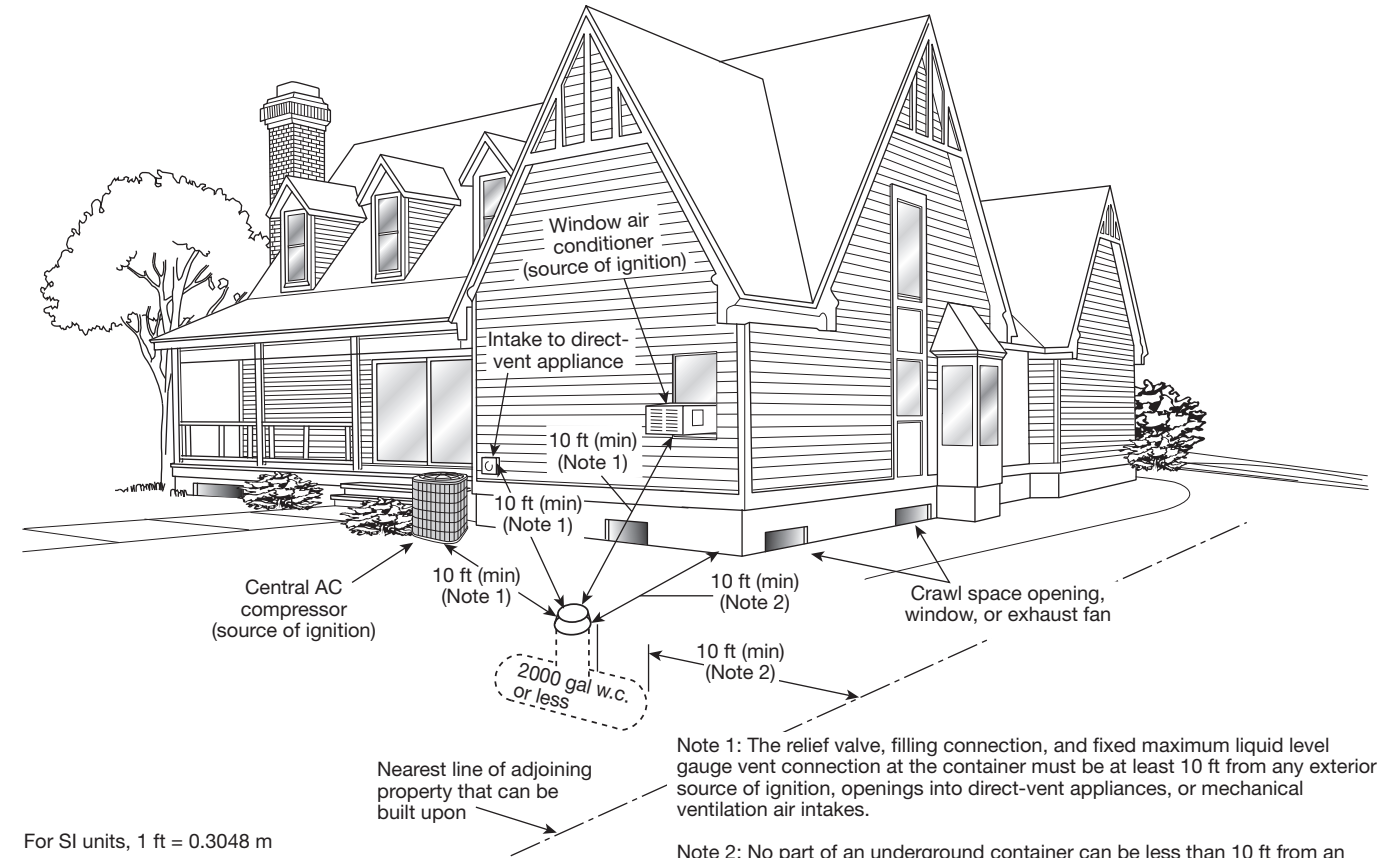 Window air
conditioner
(source of ignition)
Intake to direct-
vent appliance
10 ft (min)
(Note 1)
10 ft (min)
(Note 1)
10 ft (min)
(Note 1)
10 ft (min)
(Note 2)
Central AC
compressor
(source of ignition)
Crawl space opening,
window, or exhaust fan
10 ft (min)
(Note 2)
2000 gal w.c.
or less
Nearest line of adjoining
property that can be
built upon
Note 1: The relief valve, filling connection, and fixed maximum liquid level
gauge vent connection at the container must be at least 10 ft from any exterior
source of ignition, openings into direct-vent appliances, or mechanical
ventilation air intakes.
For SI units, 1 ft = 0.3048 m
Note 2: No part of an underground container can be less than 10 ft from an